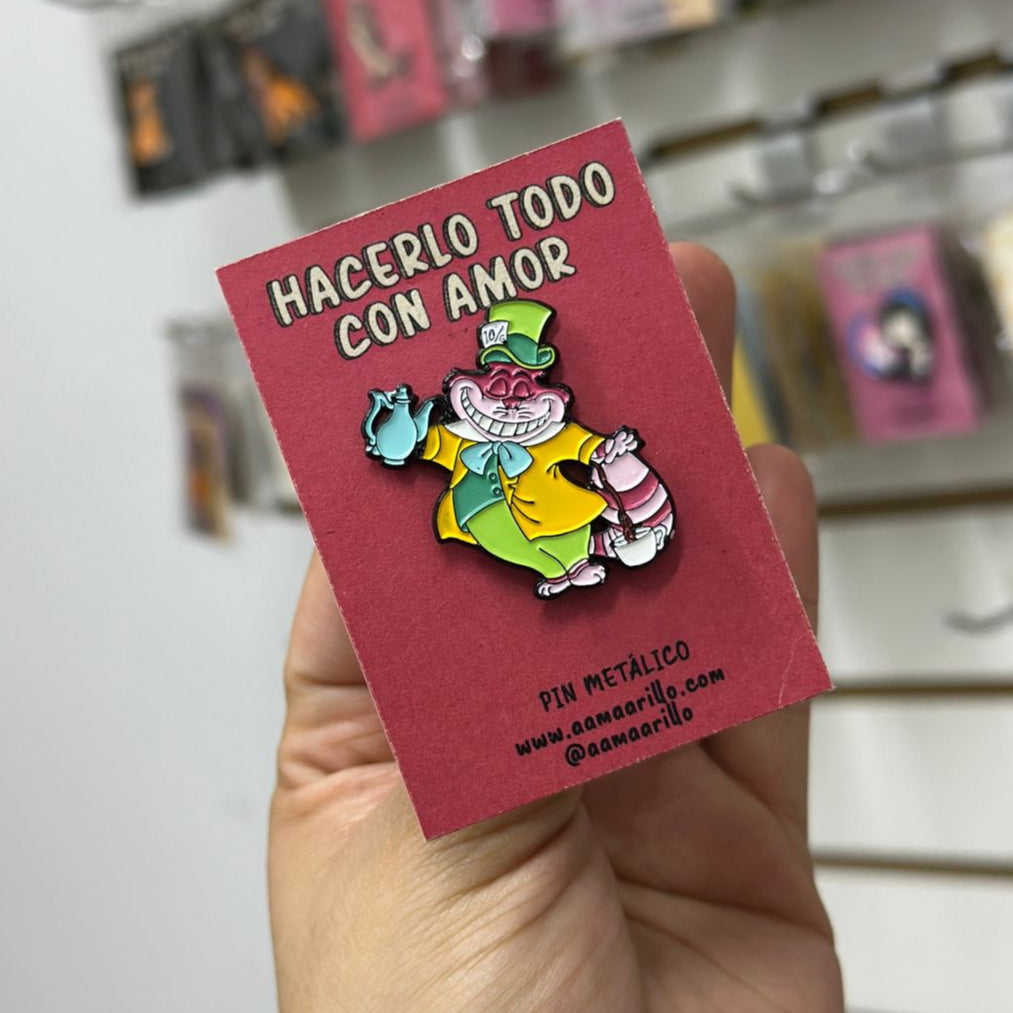 HACERLO TODO
CON AMOR
10/6
PIN METÁLICO
www.aamaarillo.com
@aamaarillo